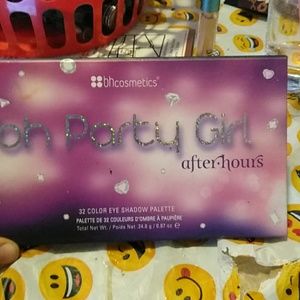 bhcosmetics®
oh Party Girl
after hours
32 COLOR EYE SHADOW PALETTE
PALETTE DE 32 COULEURS D'OMBRE À PAUPIÈRE
Total Net Wt. / Poids Net 24.8 g / 0.87 oz e